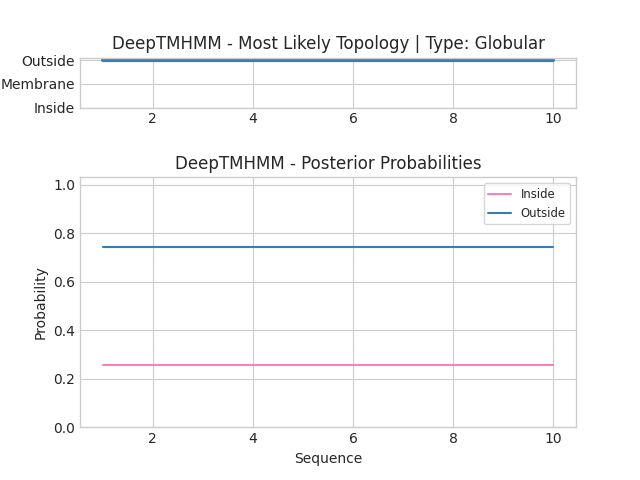 DeepTMHMM - Most Likely Topology | Type: Globular
Outside
Membrane
Inside
2 4 6 8 10
DeepTMHMM - Posterior Probabilities
1.0
0.8
0.6
0.4
0.2
0.0
Probability
Inside
Outside
2 4 6 8 10
Sequence